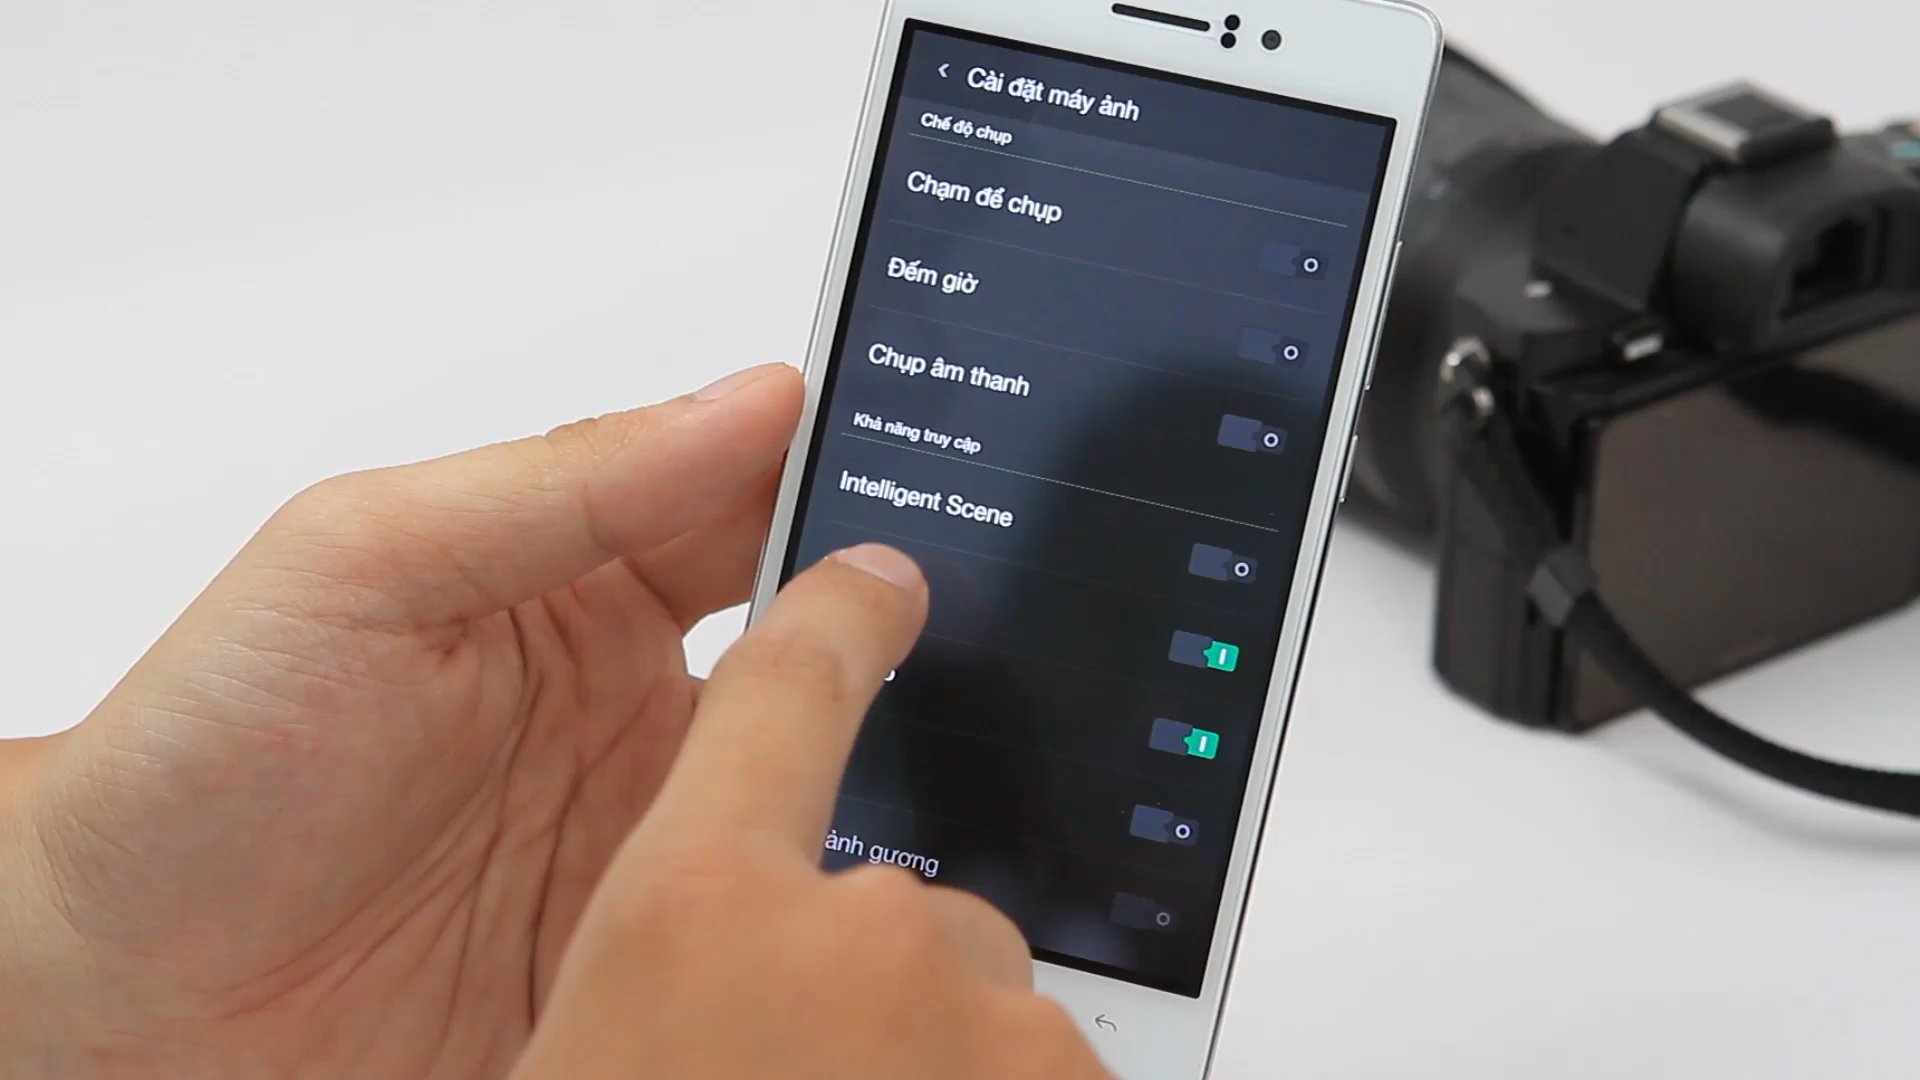 Cài đặt máy ảnh
Chế độ chụp
Chạm để chụp
Đếm giờ
Chụp âm thanh
Khả năng truy cập
Intelligent Scene
ảnh gương